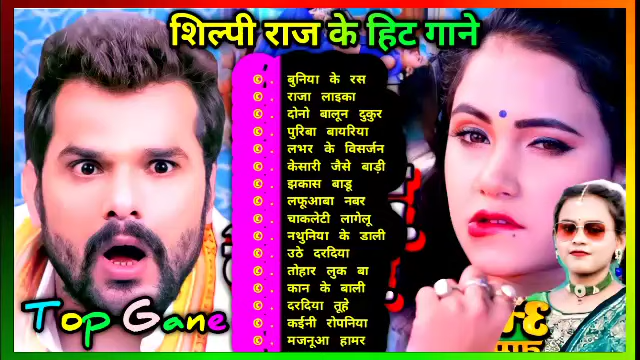 शिल्पी राज के हिट गाने
© . बुनिया के रस
© . राजा लाइका
© . दोनो बालून दुकुर
© . पुरिबा बायरिया
© . लभर के विसर्जन
© . केसारी जैसे बाड़ी
© . झकास बाडू
© . लफूआबा नबर
© . चाकलेटी लागेलू
© . नथुनिया के डाली
© . उठे दरदिया
© . तोहार लुक बा
© . कान के बाली
© . दरदिया तूहे
© . कईनी रोपनिया
© . मजनूआ हामर
Top Gane